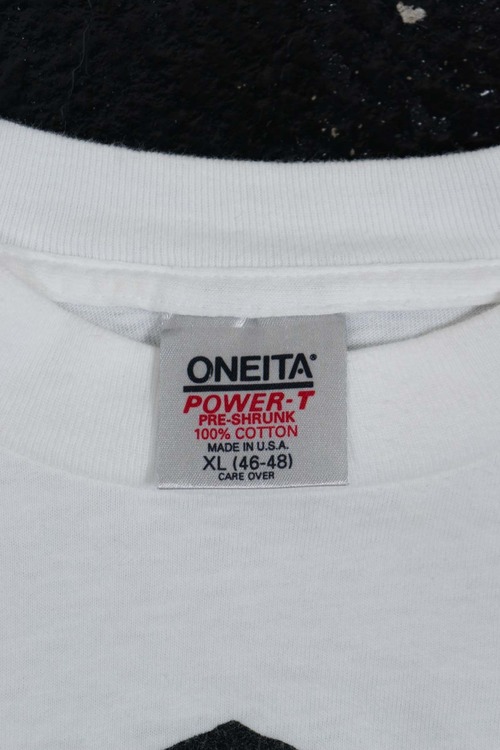 ONEITA®
POWER-T
PRE-SHRUNK
100% COTTON
MADE IN U.S.A.
XL (46-48)
CARE OVER